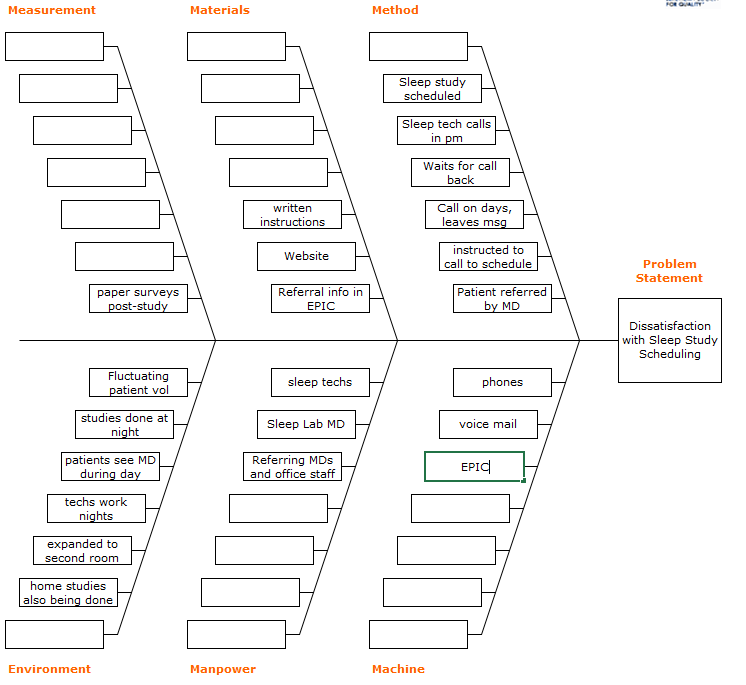 FOR QUALITY
Measurement
Materials
Method
Sleep study
scheduled
Sleep tech calls
in pm
Waits for call
back
written
instructions
Call on days,
leaves msg
Website
instructed to
call to schedule
paper surveys
post-study
Referral info in
EPIC
Patient referred
by MD
Problem
Statement
Dissatisfaction
with Sleep Study
Scheduling
Fluctuating
patient vol
sleep techs
phones
studies done at
night
Sleep Lab MD
voice mail
patients see MD
during day
Referring MDs
and office staff
EPIC
techs work
nights
expanded to
second room
home studies
also being done
Environment
Manpower
Machine